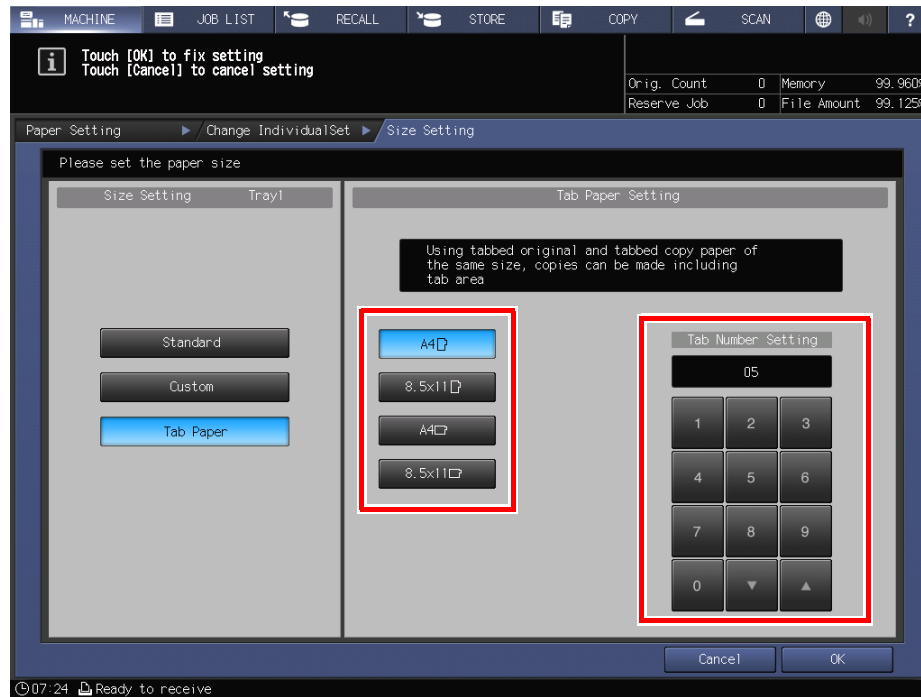 MACHINE JOB LIST RECALL STORE COPY SCAN ?
Touch [OK] to fix setting
Touch [Cancel] to cancel setting
Orig. Count 0 Memory 99.960%
Reserve Job 0 File Amount 99.125%
Paper Setting Change IndividualSet Size Setting
Please set the paper size
Size Setting Tray1
Tab Paper Setting
Using tabbed original and tabbed copy paper of
the same size, copies can be made including
tab area
Standard
Custom
Tab Paper
A4
8.5x11
A4
8.5x11
Tab Number Setting
05
1 2 3
4 5 6
7 8 9
0 ▼ ▲
Cancel OK
07:24 Ready to receive